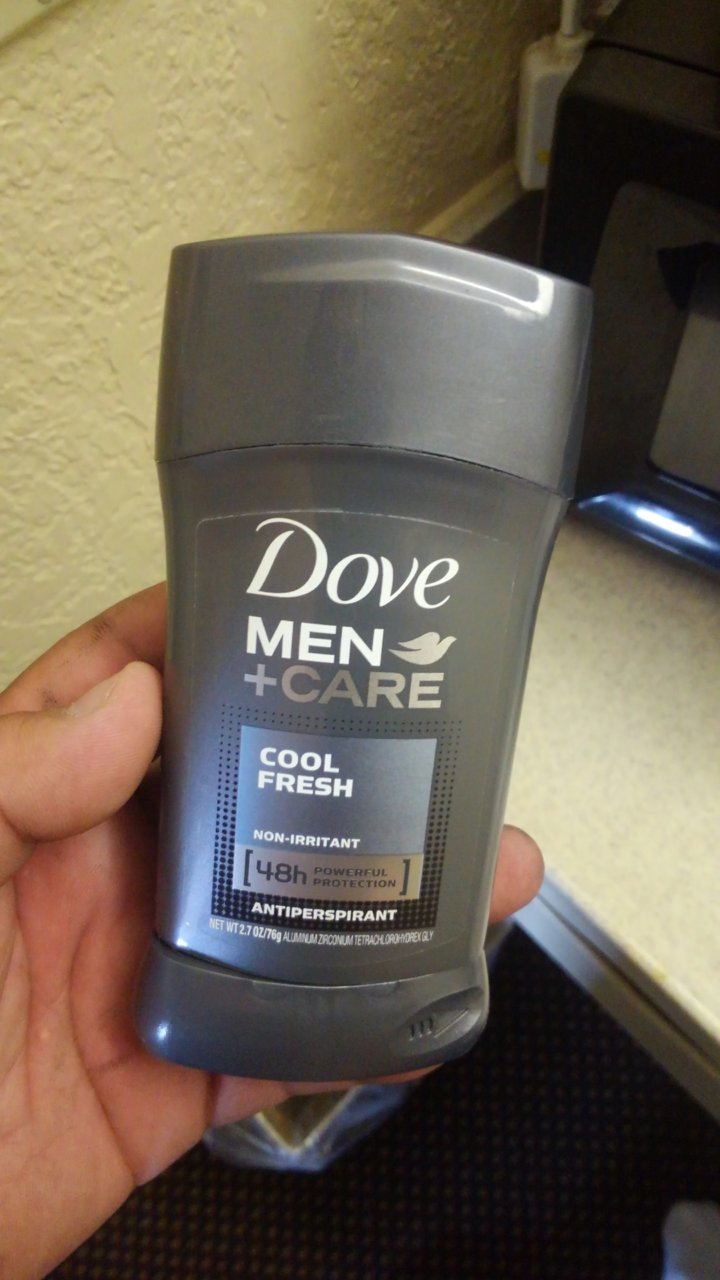 Dove
MEN
+CARE
COOL
FRESH
NON-IRRITANT
[48h POWERFUL
PROTECTION]
ANTIPERSPIRANT
NET WT 2.7 OZ/76g ALUMINUM ZIRCONIUM TETRACHLOROHYDREX GLY